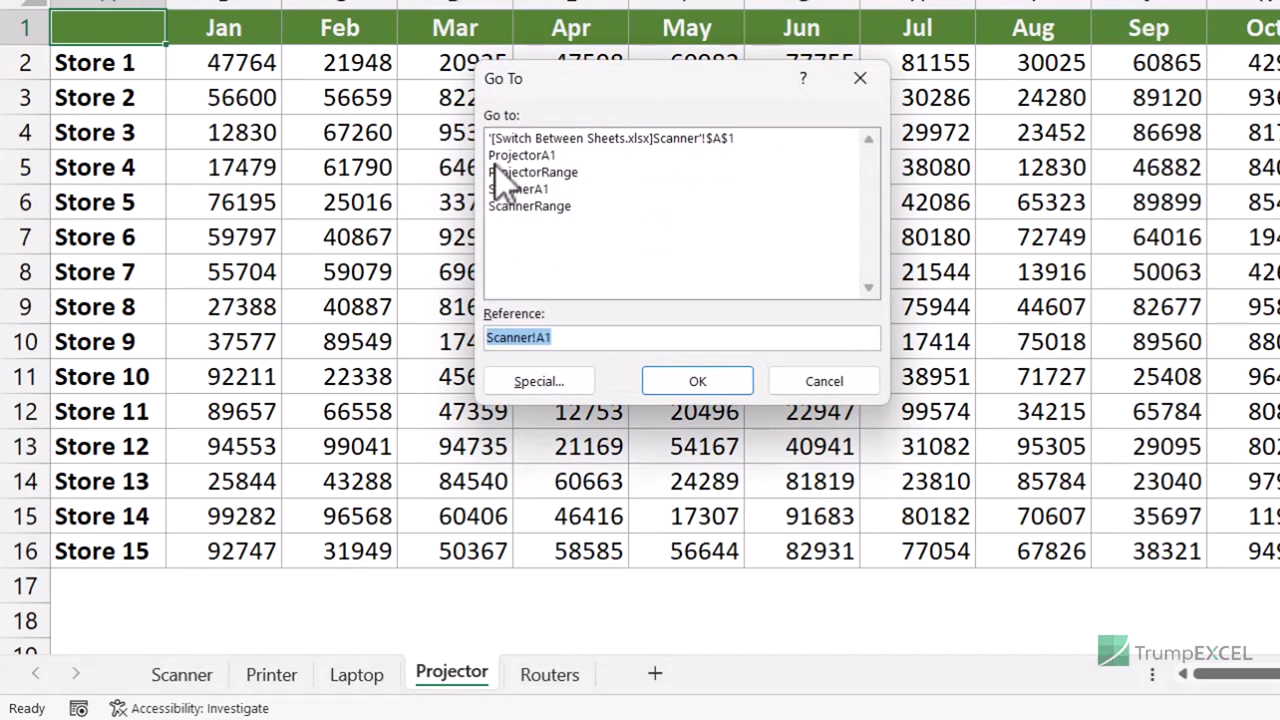 1 Jan Feb Mar Apr May Jun Jul Aug Sep
2 Store 1 47764 21948 81155 30025 60865
3 Store 2 56600 56659 30286 24280 89120
4 Store 3 12830 67260 29972 23452 86698
5 Store 4 17479 61790 38560 12830 46882
6 Store 5 76195 25016 42086 65323 89899
7 Store 6 59797 40867 80180 72749 64016
8 Store 7 55704 59079 21544 13916 50063
9 Store 8 27388 40887 75944 44607 82677
10 Store 9 37590 89549 17414 75018 89560
11 Store 10 92211 22338 38951 71727 25408
12 Store 11 89657 66558 47359 12753 20496 22947 99574 34215 65784
13 Store 12 94553 99041 94735 21169 54167 40941 31082 95305 29095
14 Store 13 25844 43288 84540 60663 24289 81819 23810 85784 23040
15 Store 14 99282 96568 60406 46416 17307 91683 80182 70607 35697
16 Store 15 92747 31949 50367 58585 56644 82931 77054 67826 38321
17
18
Go To ?
Go to:
'[Switch Between Sheets.xlsx]Scanner'!$A$1
ProjectorA1
ProjectorRange
ScannerA1
ScannerRange
Reference:
Scanner!A1
Special... OK Cancel
TrumpEXCEL
Scanner Printer Laptop Projector Routers +
Ready Accessibility: Investigate